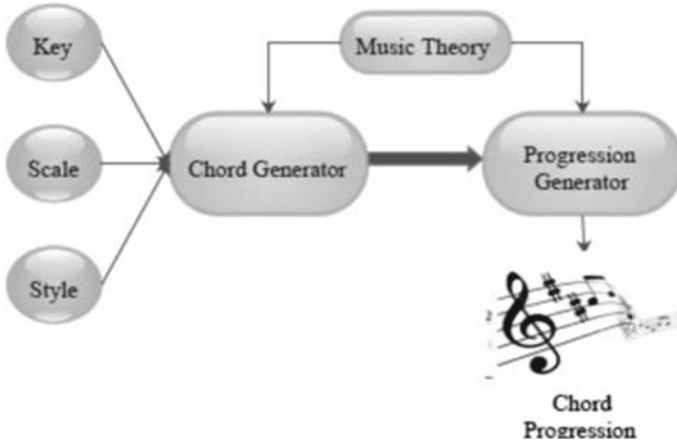 Key
Music Theory
Scale
Chord Generator
Progression
Generator
Style
Chord
Progression